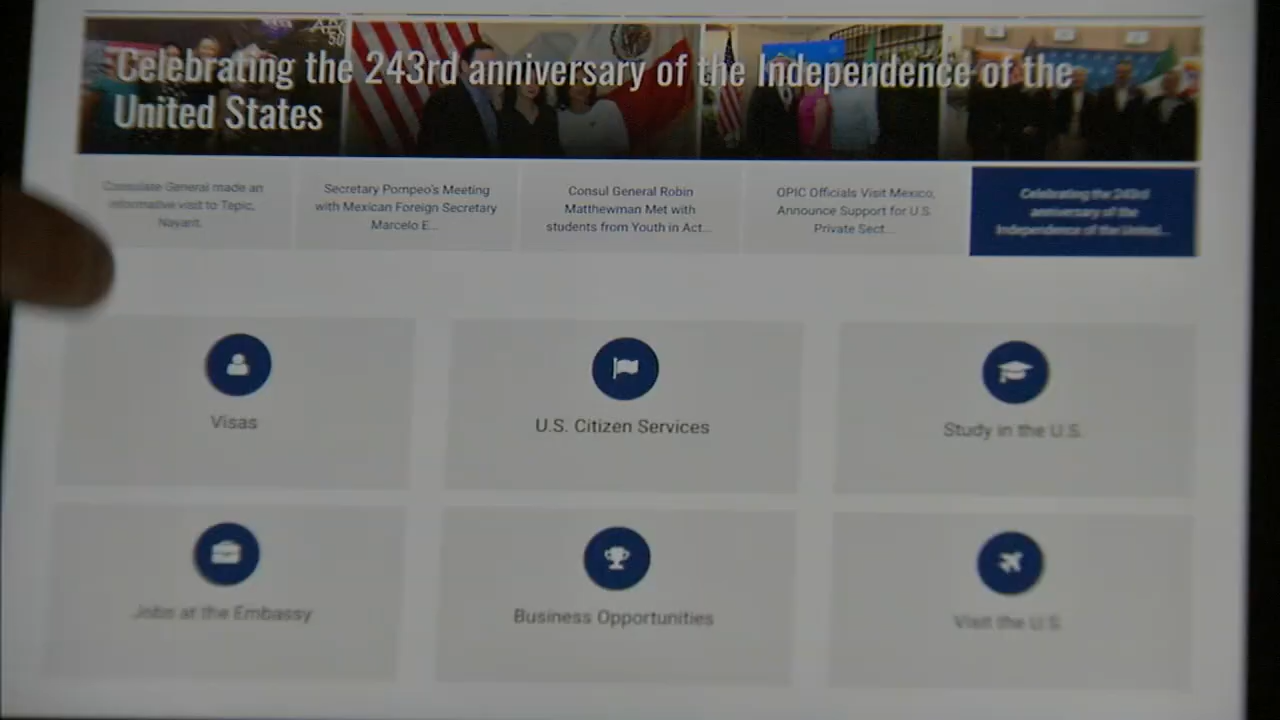 Celebrating the 243rd anniversary of the Independence of the
United States
Consulate General made an
informative visit to Tepic,
Nayarit.
Secretary Pompeo's Meeting
with Mexican Foreign Secretary
Marcelo E...
Consul General Robin
Matthewman Met with
students from Youth in Act...
OPIC Officials Visit Mexico,
Announce Support for U.S.
Private Sect...
Celebrating the 243rd
anniversary of the
Independence of the United...
Visas
U.S. Citizen Services
Study in the U.S.
Jobs at the Embassy
Business Opportunities
Visit the U.S.